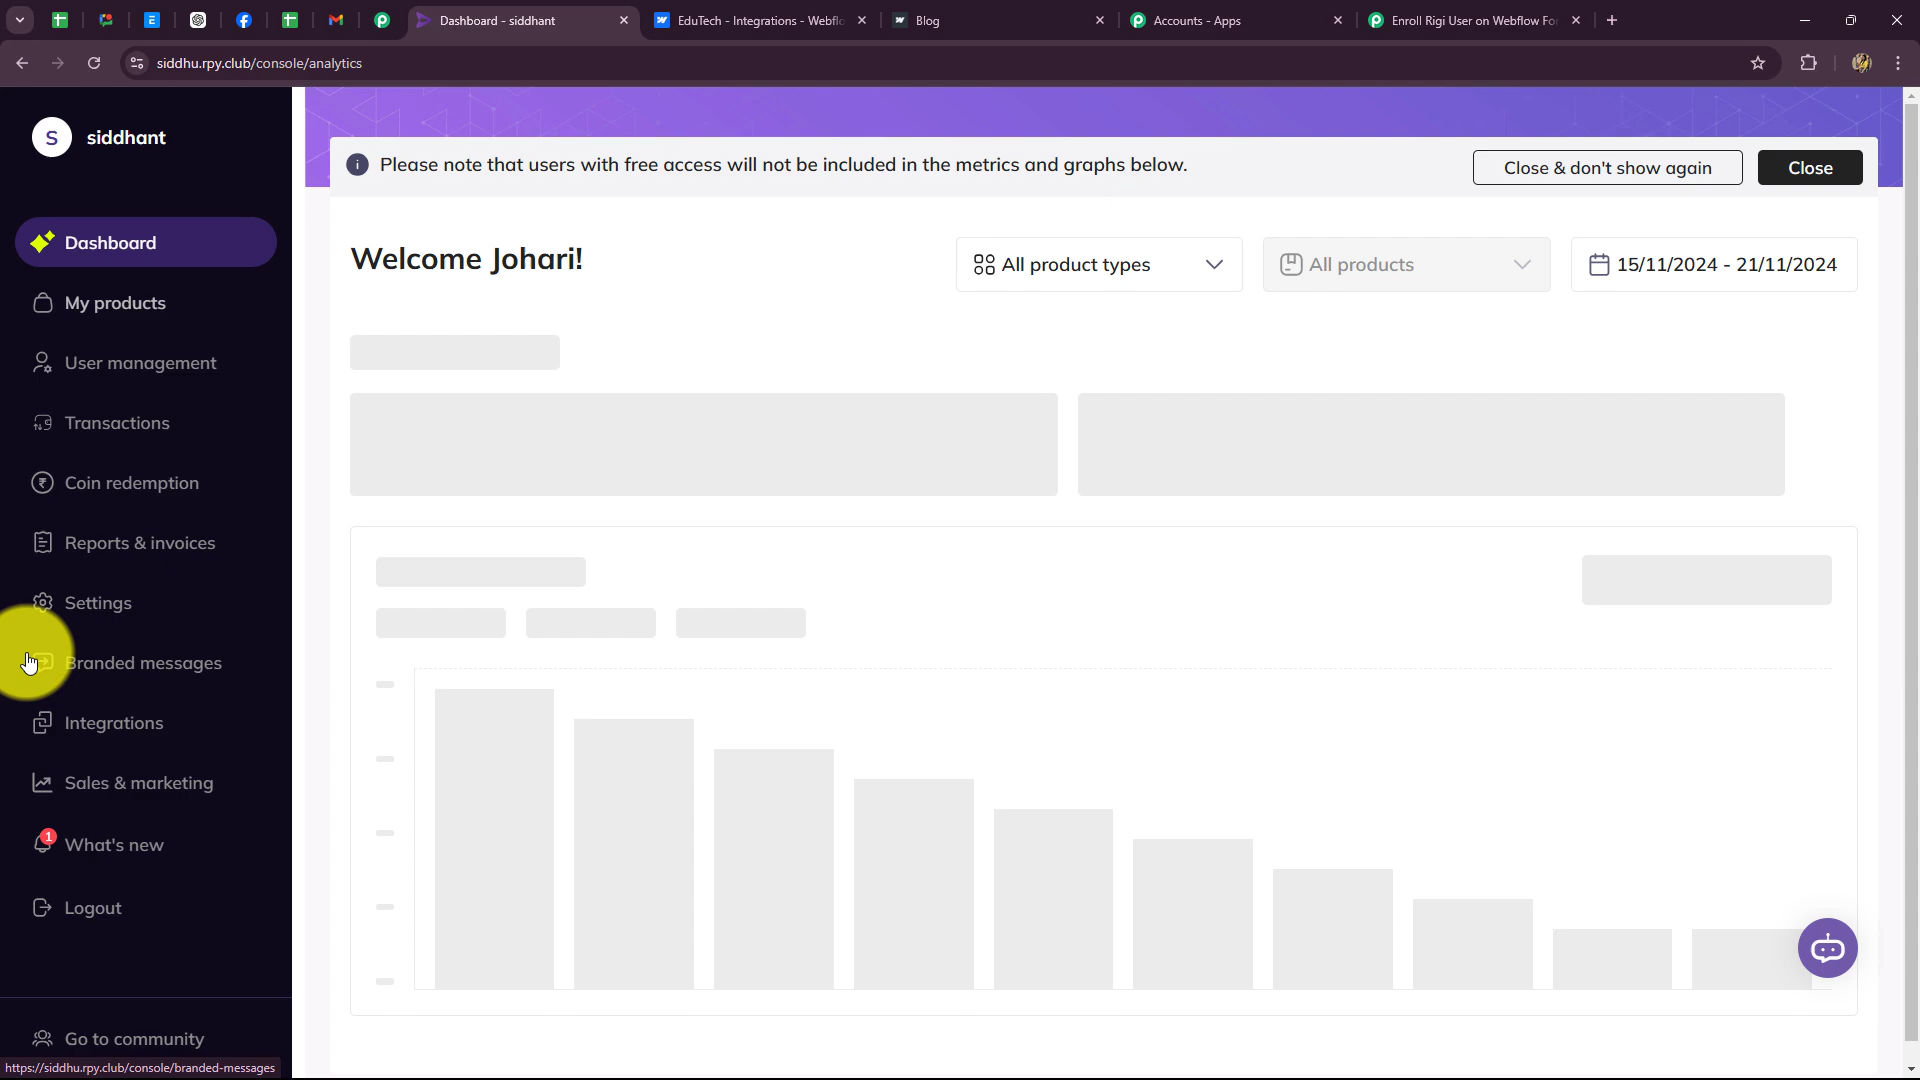 Dashboard - siddhant
EduTech - Integrations - Webflo
Blog
Accounts - Apps
Enroll Rigi User on Webflow Fo
siddhu.rpy.club/console/analytics
S siddhant
Please note that users with free access will not be included in the metrics and graphs below.
Close & don't show again
Close
Dashboard
My products
User management
Transactions
Coin redemption
Reports & invoices
Settings
Branded messages
Integrations
Sales & marketing
1
What's new
Logout
Go to community
Welcome Johari!
All product types
All products
15/11/2024 - 21/11/2024
https://siddhu.rpy.club/console/branded-messages